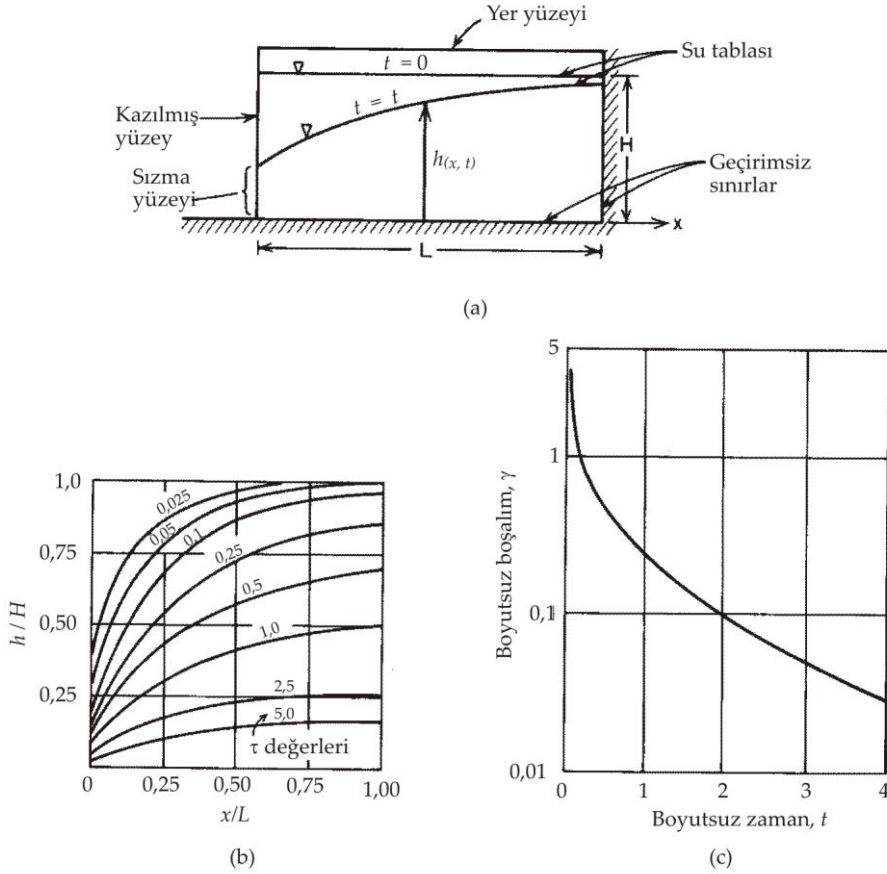 Yer yüzeyi
t = 0
Su tablası
Kazılmış
yüzey
t = t
h(x, t)
H
Sızma
yüzeyi
Geçirimsiz
sınırlar
x
L
(a)
1,0
0,75
0,50
0,25
0
h / H
0,025
0,05
0,1
0,25
0,5
1,0
2,5
5,0
τ değerleri
0 0,25 0,50 0,75 1,00
x/L
(b)
5
1
0,1
0,01
Boyutsuz boşalım, γ
0 1 2 3 4
Boyutsuz zaman, t
(c)